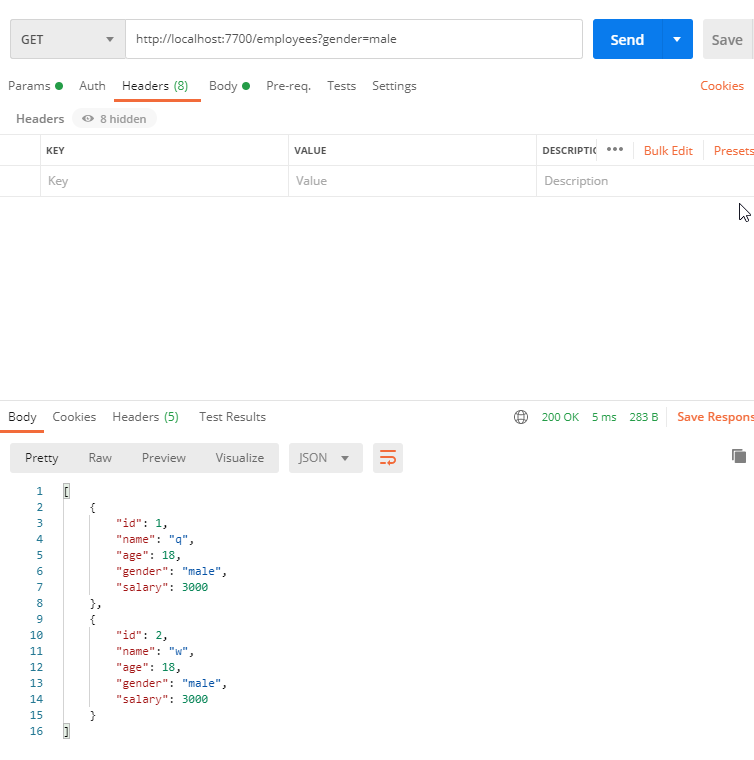 GET http://localhost:7700/employees?gender=male Send Save
Params Auth Headers (8) Body Pre-req. Tests Settings Cookies
Headers 8 hidden
KEY VALUE DESCRIPTIO ••• Bulk Edit Presets
Key Value Description
Body Cookies Headers (5) Test Results 200 OK 5 ms 283 B Save Respons
Pretty Raw Preview Visualize JSON
1 [
2 {
3 "id": 1,
4 "name": "q",
5 "age": 18,
6 "gender": "male",
7 "salary": 3000
8 },
9 {
10 "id": 2,
11 "name": "w",
12 "age": 18,
13 "gender": "male",
14 "salary": 3000
15 }
16 ]